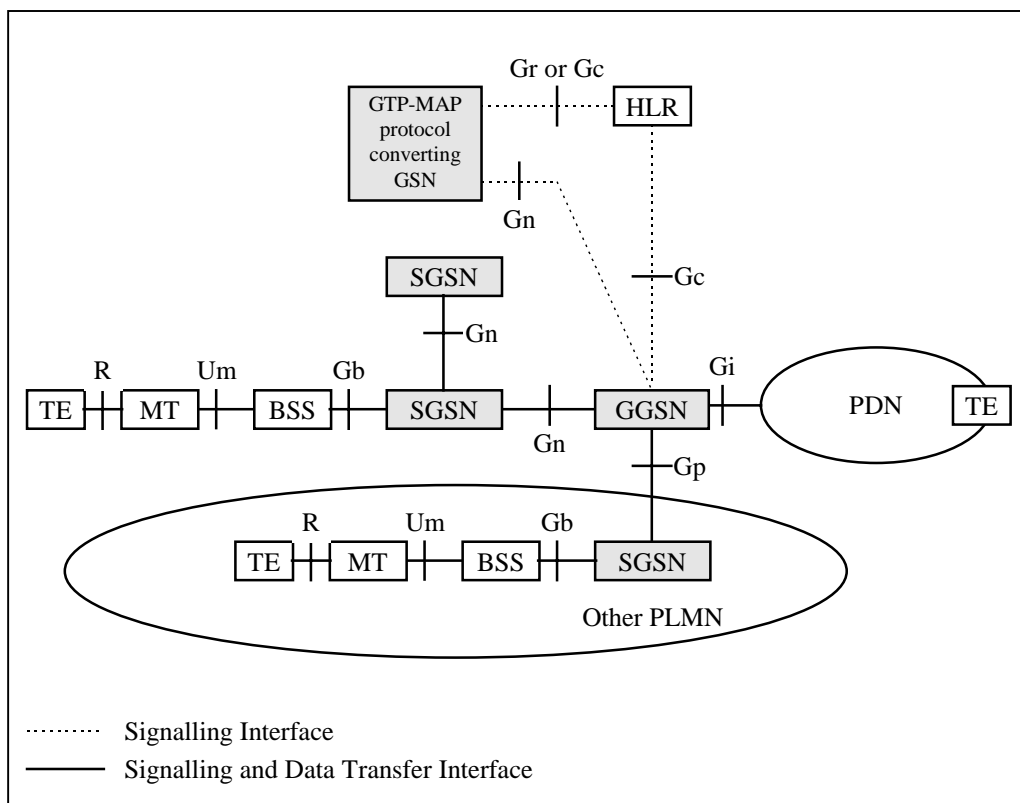 Gr or Gc
GTP-MAP
protocol
converting
GSN
HLR
Gn
SGSN
Gc
Gn
R
Um
Gb
Gi
TE
MT
BSS
SGSN
GGSN
PDN
TE
Gn
Gp
R
Um
Gb
TE
MT
BSS
SGSN
Other PLMN
Signalling Interface
Signalling and Data Transfer Interface